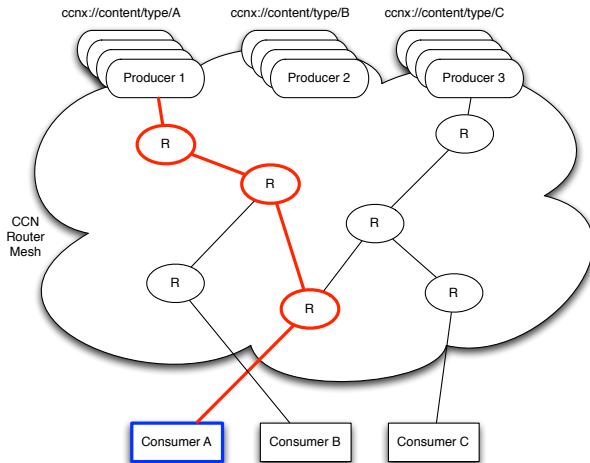 ccnx://content/type/A
ccnx://content/type/B
ccnx://content/type/C
Producer 1
Producer 2
Producer 3
R
R
R
R
CCN
Router
Mesh
R
R
R
Consumer A
Consumer B
Consumer C